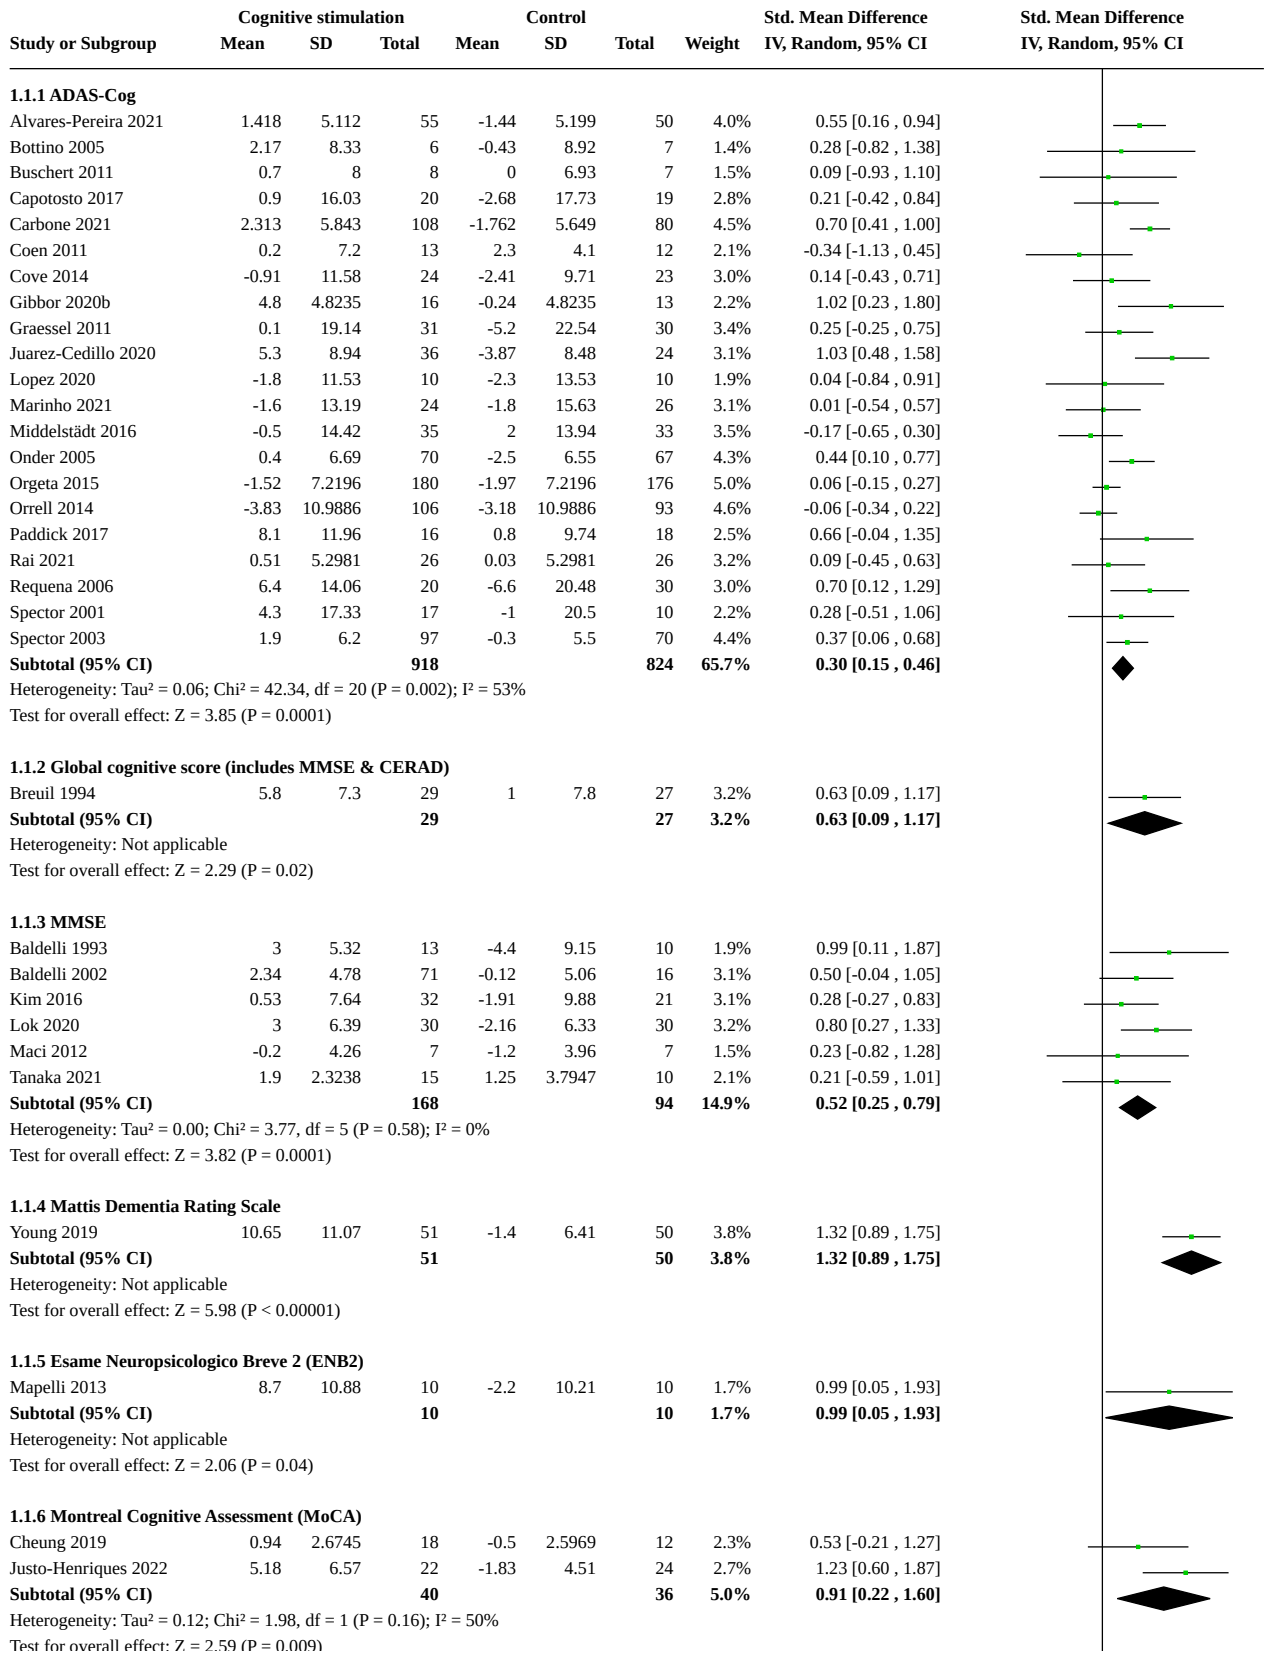 Cognitive stimulation Control Std. Mean Difference Std. Mean Difference
Study or Subgroup Mean SD Total Mean SD Total Weight IV, Random, 95% CI IV, Random, 95% CI
1.1.1 ADAS-Cog
Alvares-Pereira 2021 1.418 5.112 55 -1.44 5.199 50 4.0% 0.55 [0.16 , 0.94]
Bottino 2005 2.17 8.33 6 -0.43 8.92 7 1.4% 0.28 [-0.82 , 1.38]
Buschert 2011 0.7 8 8 0 6.93 7 1.5% 0.09 [-0.93 , 1.10]
Capotosto 2017 0.9 16.03 20 -2.68 17.73 19 2.8% 0.21 [-0.42 , 0.84]
Carbone 2021 2.313 5.843 108 -1.762 5.649 80 4.5% 0.70 [0.41 , 1.00]
Coen 2011 0.2 7.2 13 2.3 4.1 12 2.1% -0.34 [-1.13 , 0.45]
Cove 2014 -0.91 11.58 24 -2.41 9.71 23 3.0% 0.14 [-0.43 , 0.71]
Gibbor 2020b 4.8 4.8235 16 -0.24 4.8235 13 2.2% 1.02 [0.23 , 1.80]
Graessel 2011 0.1 19.14 31 -5.2 22.54 30 3.4% 0.25 [-0.25 , 0.75]
Juarez-Cedillo 2020 5.3 8.94 36 -3.87 8.48 24 3.1% 1.03 [0.48 , 1.58]
Lopez 2020 -1.8 11.53 10 -2.3 13.53 10 1.9% 0.04 [-0.84 , 0.91]
Marinho 2021 -1.6 13.19 24 -1.8 15.63 26 3.1% 0.01 [-0.54 , 0.57]
Middelstädt 2016 -0.5 14.42 35 2 13.94 33 3.5% -0.17 [-0.65 , 0.30]
Onder 2005 0.4 6.69 70 -2.5 6.55 67 4.3% 0.44 [0.10 , 0.77]
Orgeta 2015 -1.52 7.2196 180 -1.97 7.2196 176 5.0% 0.06 [-0.15 , 0.27]
Orrell 2014 -3.83 10.9886 106 -3.18 10.9886 93 4.6% -0.06 [-0.34 , 0.22]
Paddick 2017 8.1 11.96 16 0.8 9.74 18 2.5% 0.66 [-0.04 , 1.35]
Rai 2021 0.51 5.2981 26 0.03 5.2981 26 3.2% 0.09 [-0.45 , 0.63]
Requena 2006 6.4 14.06 20 -6.6 20.48 30 3.0% 0.70 [0.12 , 1.29]
Spector 2001 4.3 17.33 17 -1 20.5 10 2.2% 0.28 [-0.51 , 1.06]
Spector 2003 1.9 6.2 97 -0.3 5.5 70 4.4% 0.37 [0.06 , 0.68]
Subtotal (95% CI) 918 824 65.7% 0.30 [0.15 , 0.46]
Heterogeneity: Tau² = 0.06; Chi² = 42.34, df = 20 (P = 0.002); I² = 53%
Test for overall effect: Z = 3.85 (P = 0.0001)
1.1.2 Global cognitive score (includes MMSE & CERAD)
Breuil 1994 5.8 7.3 29 1 7.8 27 3.2% 0.63 [0.09 , 1.17]
Subtotal (95% CI) 29 27 3.2% 0.63 [0.09 , 1.17]
Heterogeneity: Not applicable
Test for overall effect: Z = 2.29 (P = 0.02)
1.1.3 MMSE
Baldelli 1993 3 5.32 13 -4.4 9.15 10 1.9% 0.99 [0.11 , 1.87]
Baldelli 2002 2.34 4.78 71 -0.12 5.06 16 3.1% 0.50 [-0.04 , 1.05]
Kim 2016 0.53 7.64 32 -1.91 9.88 21 3.1% 0.28 [-0.27 , 0.83]
Lok 2020 3 6.39 30 -2.16 6.33 30 3.2% 0.80 [0.27 , 1.33]
Maci 2012 -0.2 4.26 7 -1.2 3.96 7 1.5% 0.23 [-0.82 , 1.28]
Tanaka 2021 1.9 2.3238 15 1.25 3.7947 10 2.1% 0.21 [-0.59 , 1.01]
Subtotal (95% CI) 168 94 14.9% 0.52 [0.25 , 0.79]
Heterogeneity: Tau² = 0.00; Chi² = 3.77, df = 5 (P = 0.58); I² = 0%
Test for overall effect: Z = 3.82 (P = 0.0001)
1.1.4 Mattis Dementia Rating Scale
Young 2019 10.65 11.07 51 -1.4 6.41 50 3.8% 1.32 [0.89 , 1.75]
Subtotal (95% CI) 51 50 3.8% 1.32 [0.89 , 1.75]
Heterogeneity: Not applicable
Test for overall effect: Z = 5.98 (P < 0.00001)
1.1.5 Esame Neuropsicologico Breve 2 (ENB2)
Mapelli 2013 8.7 10.88 10 -2.2 10.21 10 1.7% 0.99 [0.05 , 1.93]
Subtotal (95% CI) 10 10 1.7% 0.99 [0.05 , 1.93]
Heterogeneity: Not applicable
Test for overall effect: Z = 2.06 (P = 0.04)
1.1.6 Montreal Cognitive Assessment (MoCA)
Cheung 2019 0.94 2.6745 18 -0.5 2.5969 12 2.3% 0.53 [-0.21 , 1.27]
Justo-Henriques 2022 5.18 6.57 22 -1.83 4.51 24 2.7% 1.23 [0.60 , 1.87]
Subtotal (95% CI) 40 36 5.0% 0.91 [0.22 , 1.60]
Heterogeneity: Tau² = 0.12; Chi² = 1.98, df = 1 (P = 0.16); I² = 50%
Test for overall effect: Z = 2.59 (P = 0.009)